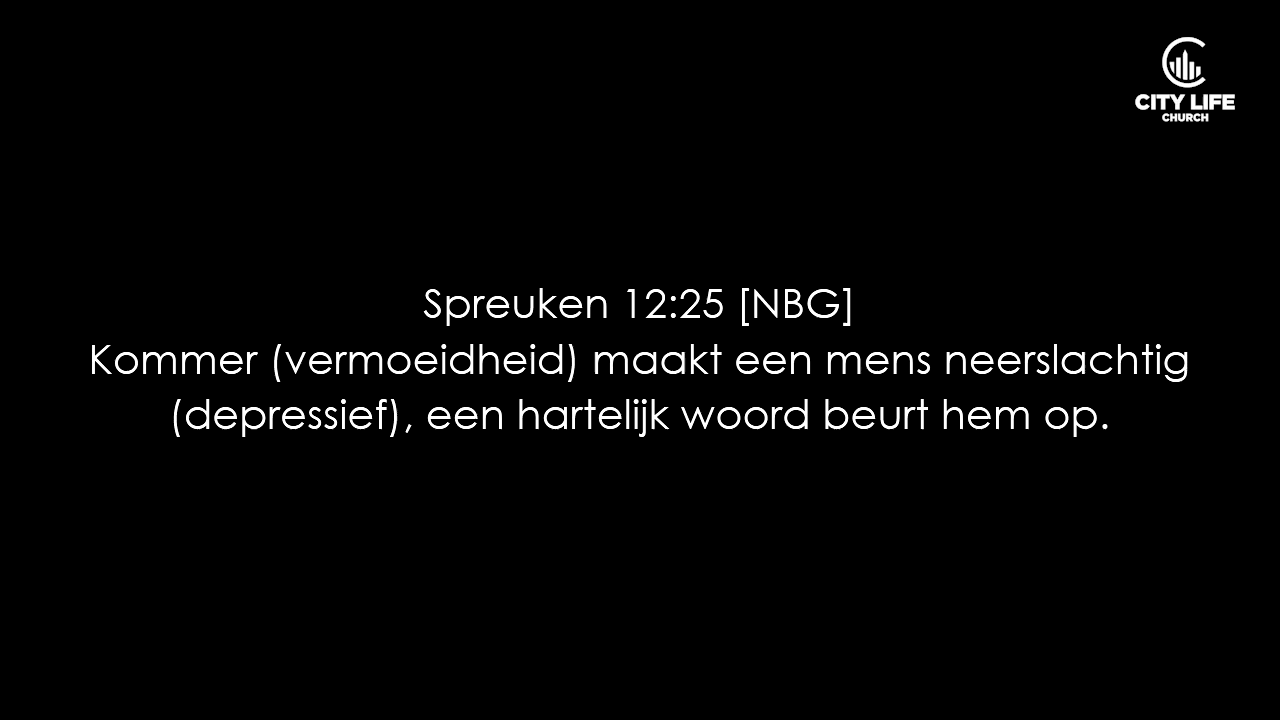 CITY LIFE
CHURCH
Spreuken 12:25 [NBG]
Kommer (vermoeidheid) maakt een mens neerslachtig
(depressief), een hartelijk woord beurt hem op.